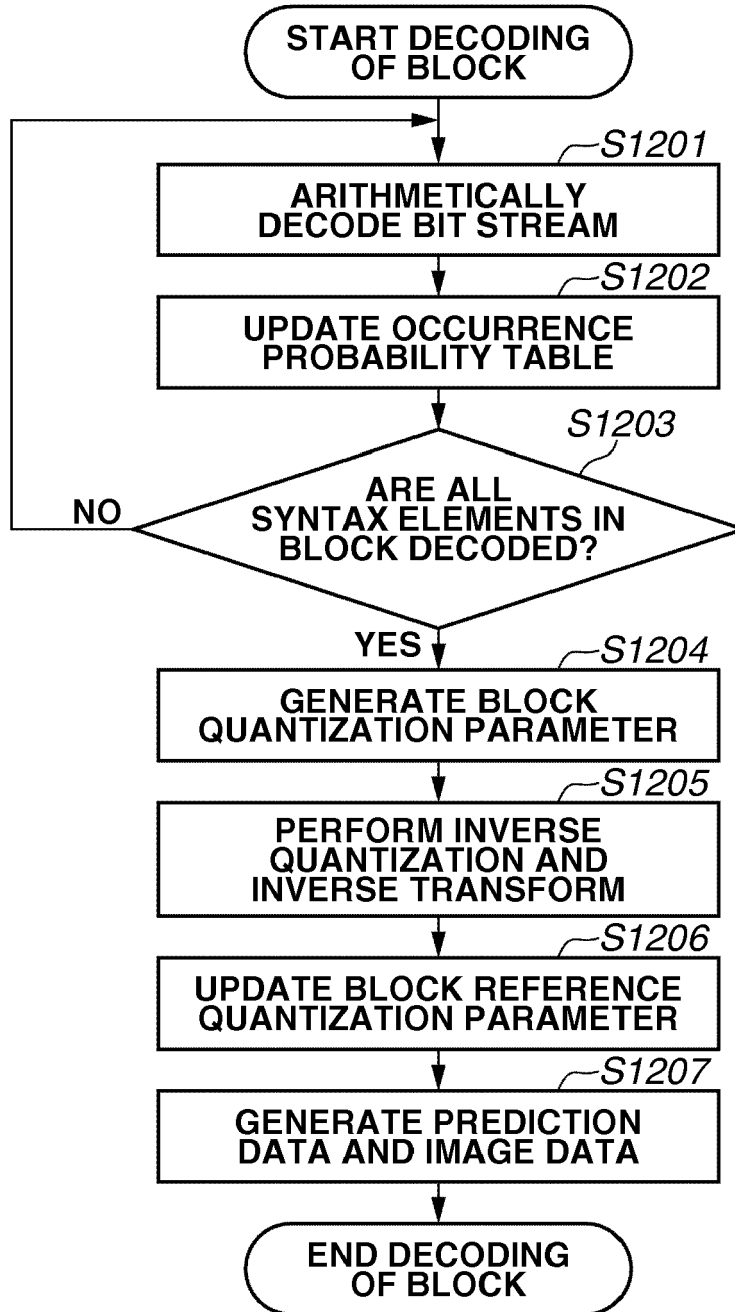 START DECODING
OF BLOCK
S1201
ARITHMETICALLY
DECODE BIT STREAM
S1202
UPDATE OCCURRENCE
PROBABILITY TABLE
S1203
ARE ALL
SYNTAX ELEMENTS IN
BLOCK DECODED?
NO
YES
S1204
GENERATE BLOCK
QUANTIZATION PARAMETER
S1205
PERFORM INVERSE
QUANTIZATION AND
INVERSE TRANSFORM
S1206
UPDATE BLOCK REFERENCE
QUANTIZATION PARAMETER
S1207
GENERATE PREDICTION
DATA AND IMAGE DATA
END DECODING
OF BLOCK